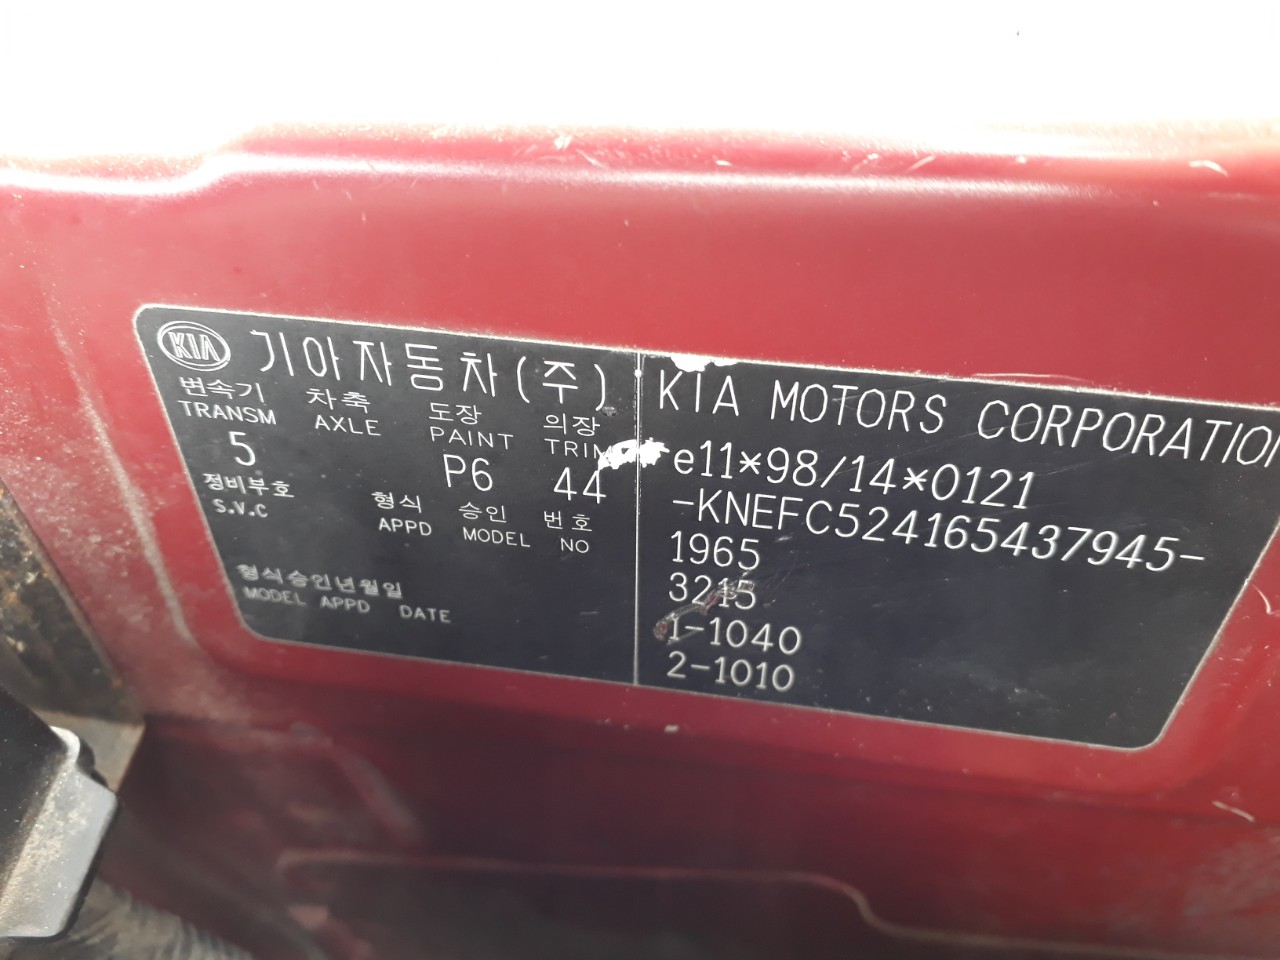 KIA 기아자동차(주)
변속기 차축 도장 의장
TRANSM AXLE PAINT TRIM
5 P6 44
정비부호 형식 승인 번호
S.V.C APPD MODEL NO
형식승인년월일
MODEL APPD DATE
KIA MOTORS CORPORATION
e11*98/14*0121
-KNEFC524165437945-
1965
3215
1-1040
2-1010